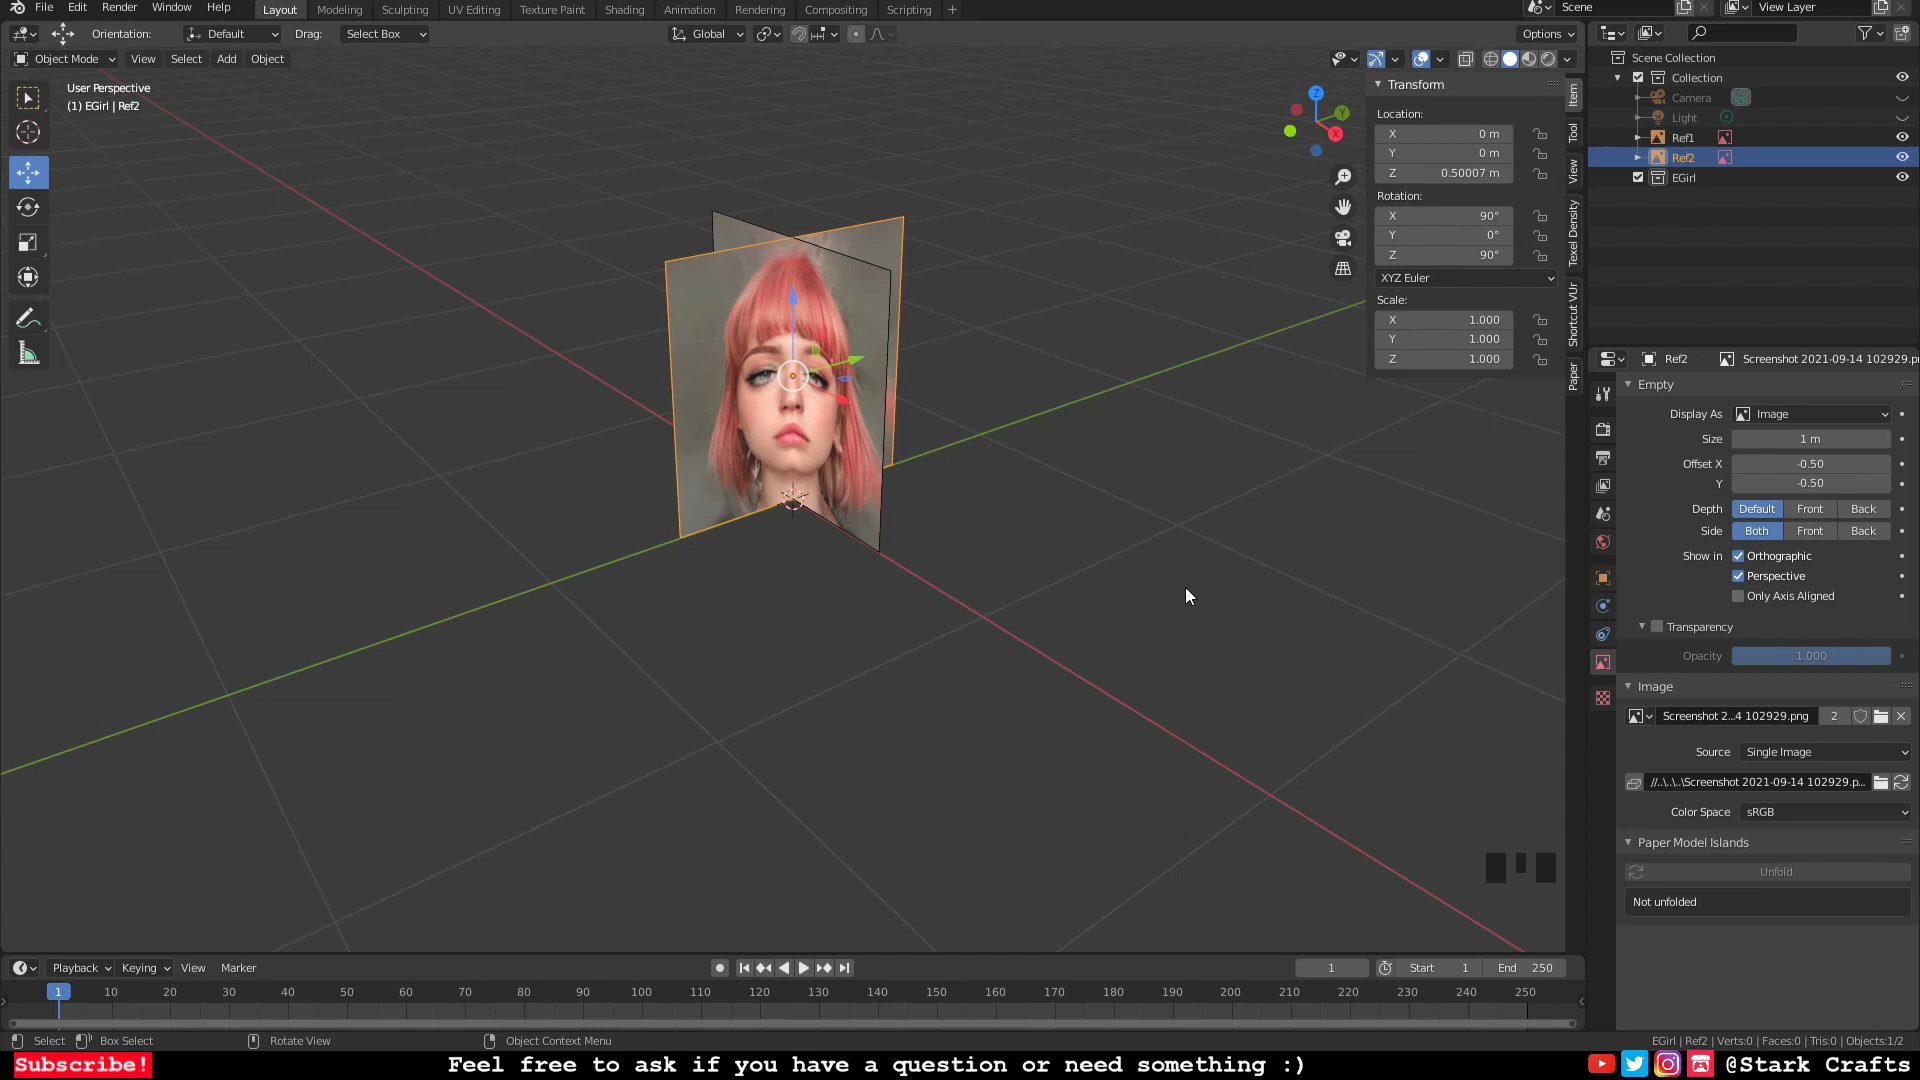 File Edit Render Window Help Layout Modeling Sculpting UV Editing Texture Paint Shading Animation Rendering Compositing Scripting + Scene View Layer
Orientation: Default Drag: Select Box Global Options
Object Mode View Select Add Object
User Perspective
(1) EGirl | Ref2
Z
Y
X
Transform
Location:
X 0 m
Y 0 m
Z 0.50007 m
Rotation:
X 90°
Y 0°
Z 90°
XYZ Euler
Scale:
X 1.000
Y 1.000
Z 1.000
Item
Tool
View
Texel Density
Shortcut VUr
Paper
Scene Collection
Collection
Camera
Light
Ref1
Ref2
EGirl
Ref2 Screenshot 2021-09-14 102929.p
Empty
Display As Image
Size 1 m
Offset X -0.50
Y -0.50
Depth Default Front Back
Side Both Front Back
Show in Orthographic
Perspective
Only Axis Aligned
Transparency
Opacity 1.000
Image
Screenshot 2...4 102929.png 2
Source Single Image
//..\..\..\Screenshot 2021-09-14 102929.p...
Color Space sRGB
Paper Model Islands
Unfold
Not unfolded
Playback Keying View Marker 1 Start 1 End 250
1 10 20 30 40 50 60 70 80 90 100 110 120 130 140 150 160 170 180 190 200 210 220 230 240 250
Select Box Select Rotate View Object Context Menu EGirl | Ref2 | Verts:0 | Faces:0 | Tris:0 | Objects:1/2
Subscribe! Feel free to ask if you have a question or need something :) @Stark Crafts